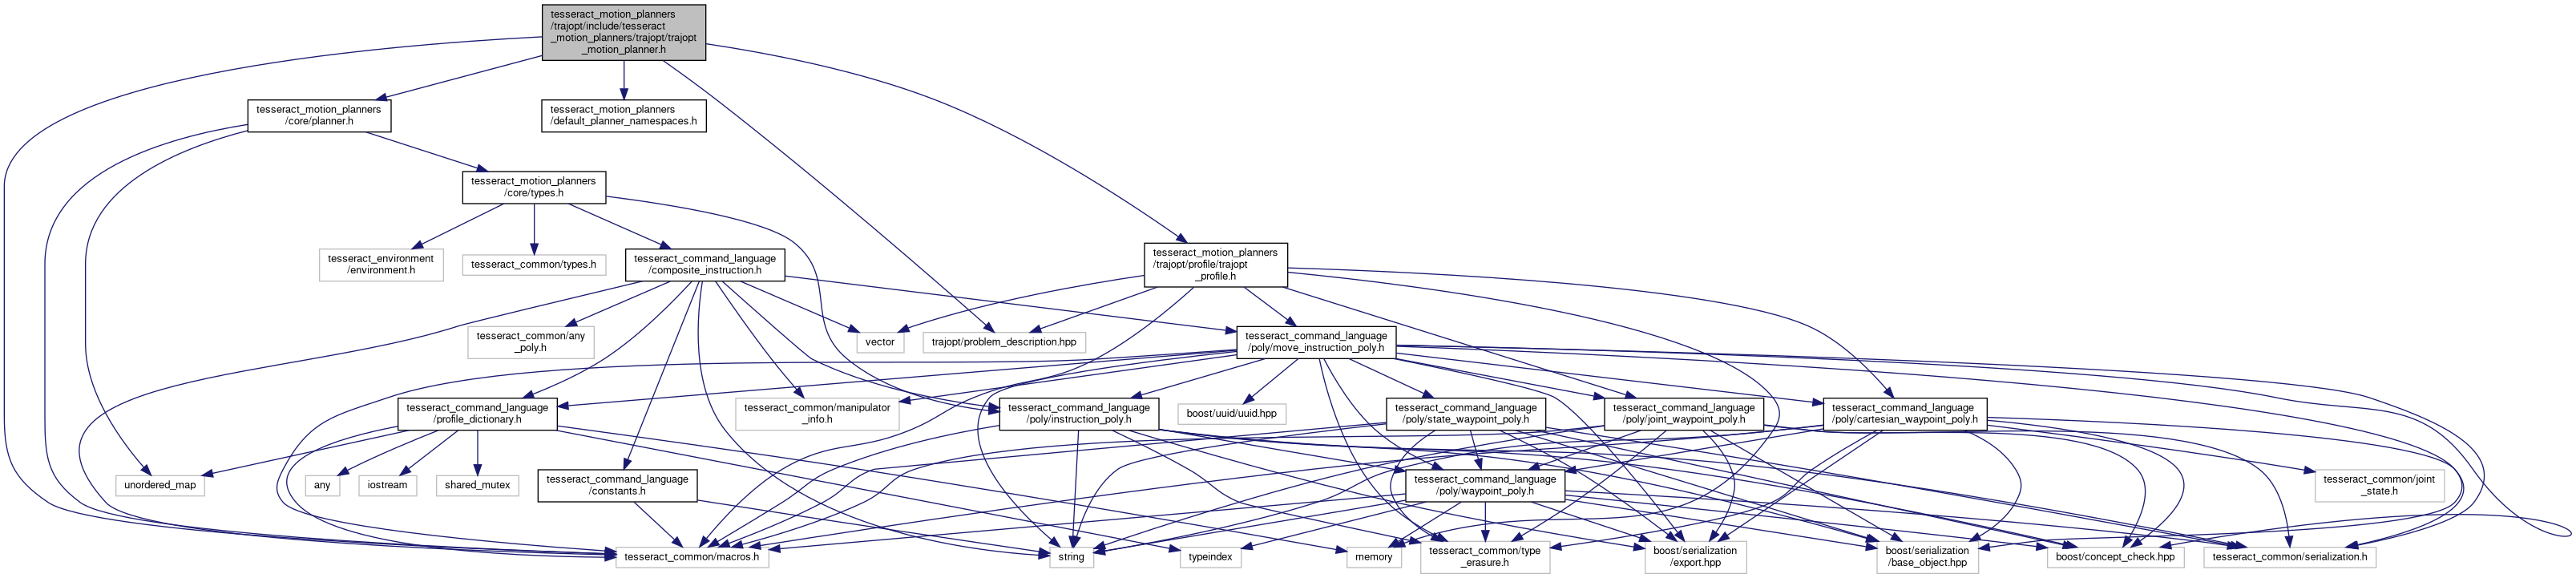 tesseract_motion_planners
/trajopt/include/tesseract
_motion_planners/trajopt/trajopt
_motion_planner.h
tesseract_motion_planners
/core/planner.h
tesseract_motion_planners
/default_planner_namespaces.h
tesseract_motion_planners
/core/types.h
tesseract_environment
/environment.h
tesseract_common/types.h
tesseract_command_language
/composite_instruction.h
tesseract_motion_planners
/trajopt/profile/trajopt
_profile.h
tesseract_common/any
_poly.h
vector
trajopt/problem_description.hpp
tesseract_command_language
/poly/move_instruction_poly.h
tesseract_command_language
/profile_dictionary.h
tesseract_common/manipulator
_info.h
tesseract_command_language
/poly/instruction_poly.h
boost/uuid/uuid.hpp
tesseract_command_language
/poly/state_waypoint_poly.h
tesseract_command_language
/poly/joint_waypoint_poly.h
tesseract_command_language
/poly/cartesian_waypoint_poly.h
unordered_map
any
iostream
shared_mutex
tesseract_command_language
/constants.h
tesseract_command_language
/poly/waypoint_poly.h
tesseract_common/joint
_state.h
tesseract_common/macros.h
string
typeindex
memory
tesseract_common/type
_erasure.h
boost/serialization
/export.hpp
boost/serialization
/base_object.hpp
boost/concept_check.hpp
tesseract_common/serialization.h